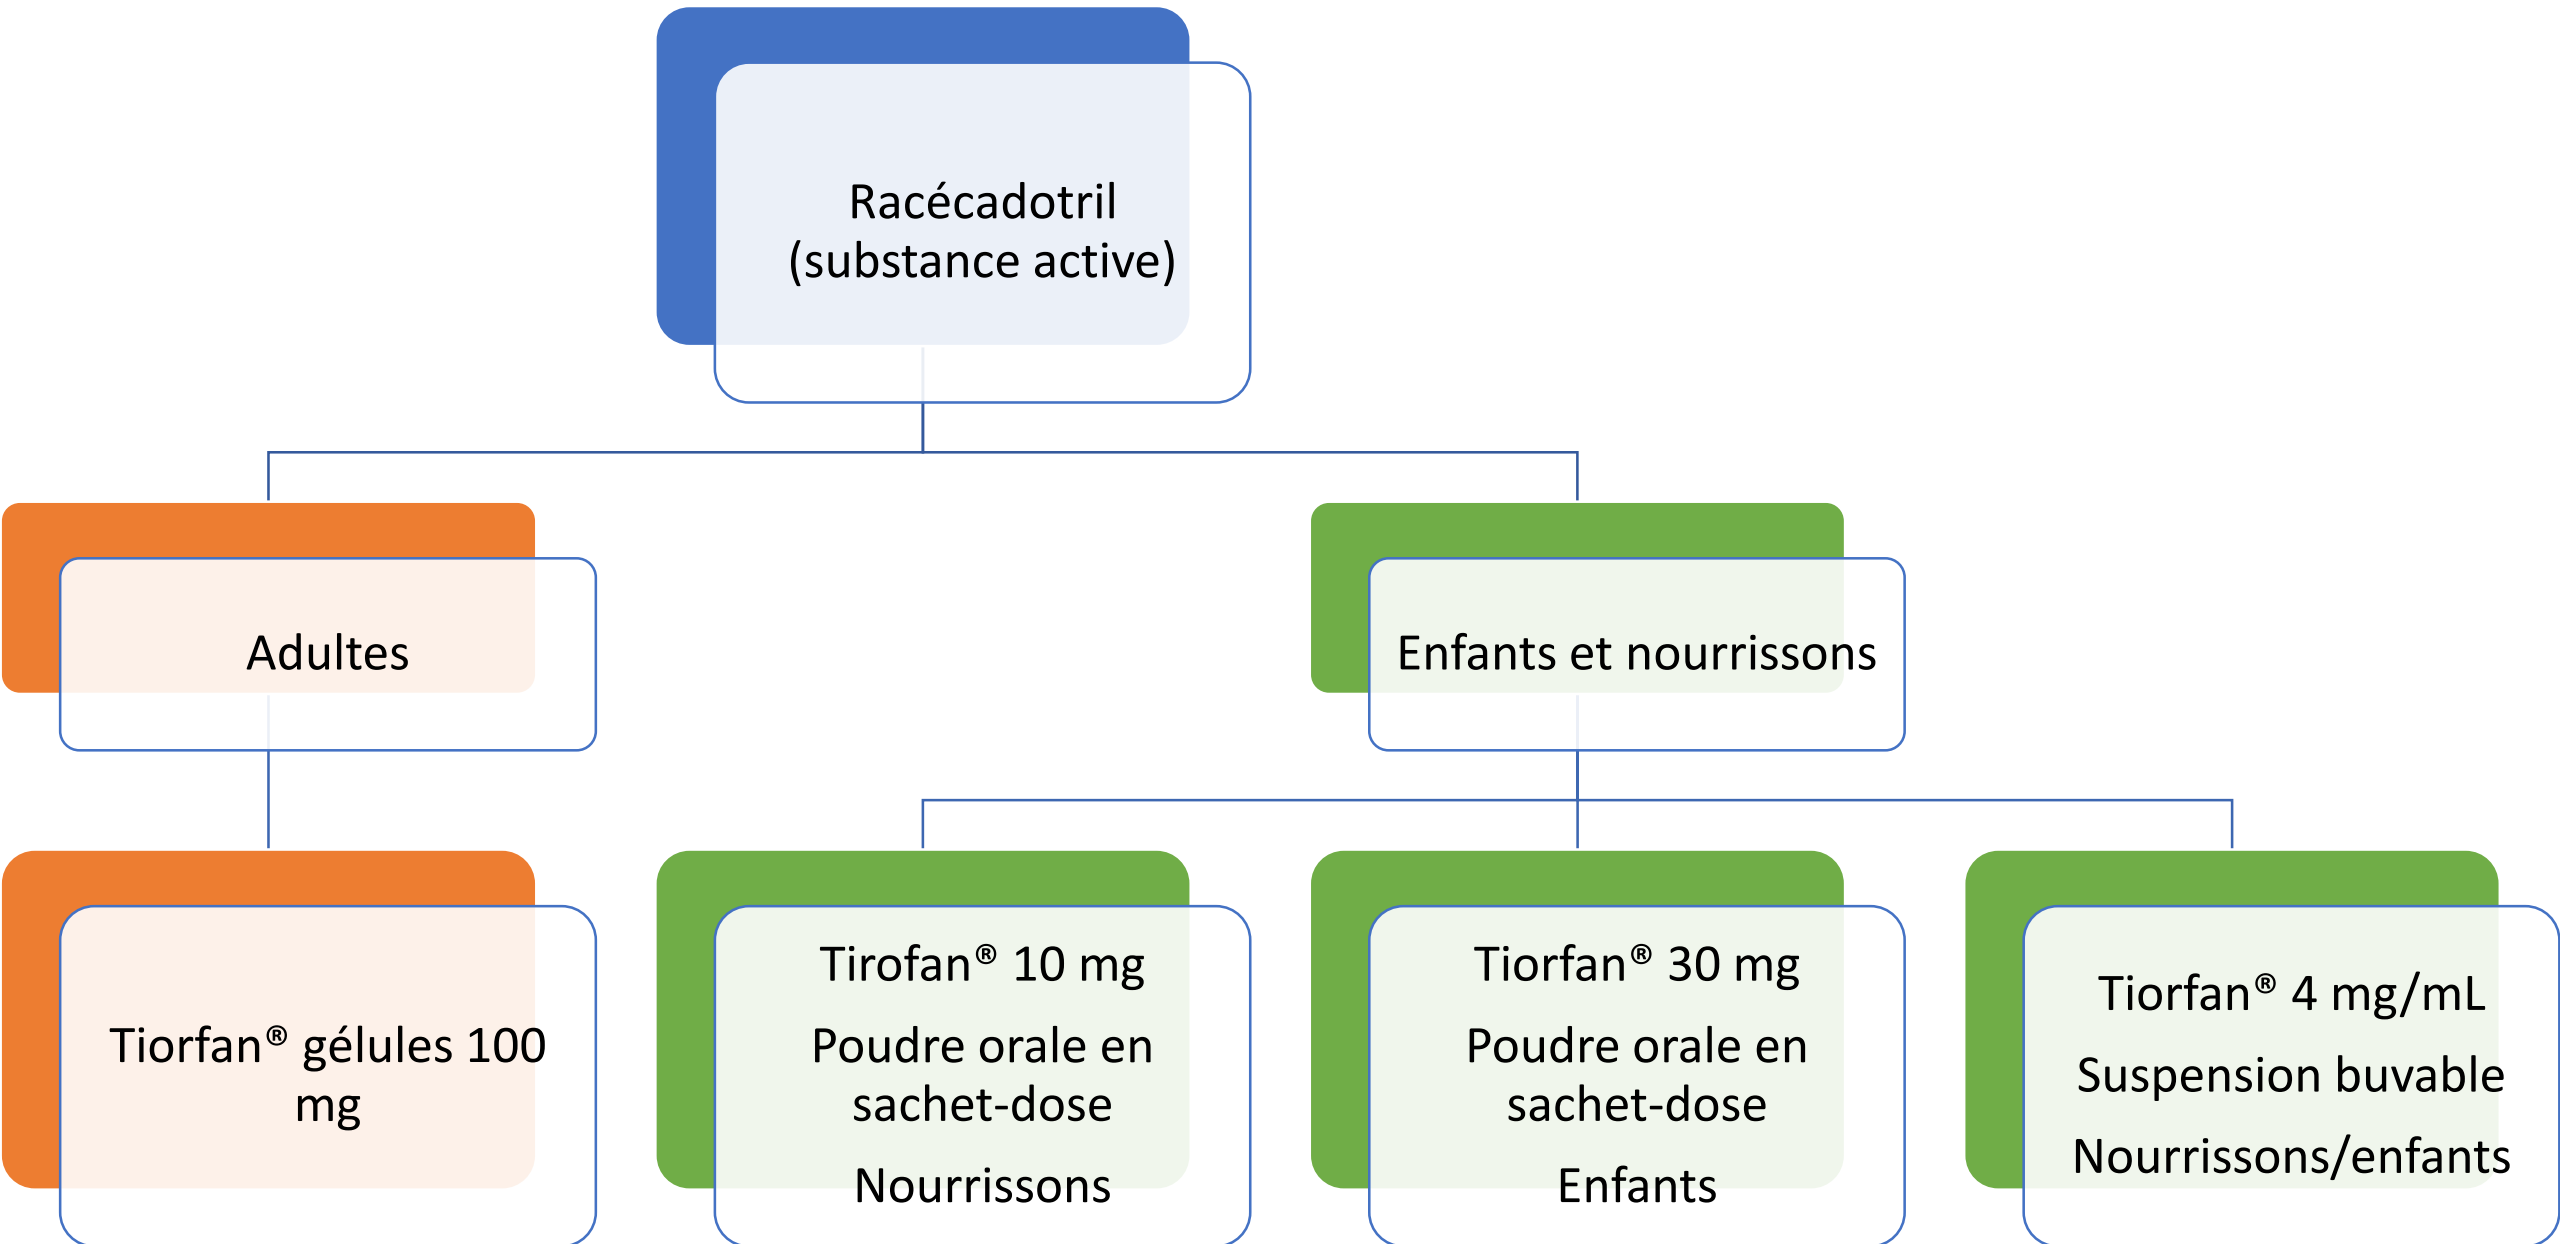 Racécadotril
(substance active)
Adultes
Enfants et nourrissons
Tiorfan® gélules 100
mg
Tirofan® 10 mg
Poudre orale en
sachet-dose
Nourrissons
Tiorfan® 30 mg
Poudre orale en
sachet-dose
Enfants
Tiorfan® 4 mg/mL
Suspension buvable
Nourrissons/enfants